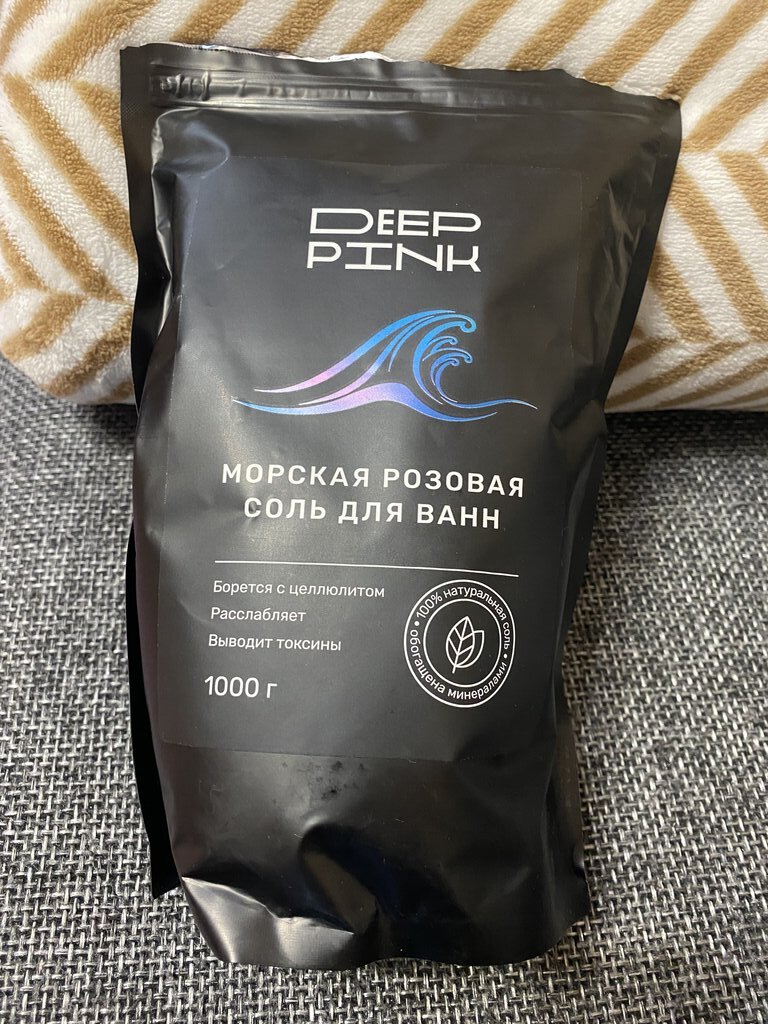 DEEP
PINK
МОРСКАЯ РОЗОВАЯ
СОЛЬ ДЛЯ ВАНН
Борется с целлюлитом
Расслабляет
Выводит токсины
1000 г
• 100% натуральная соль • обогащена минералами